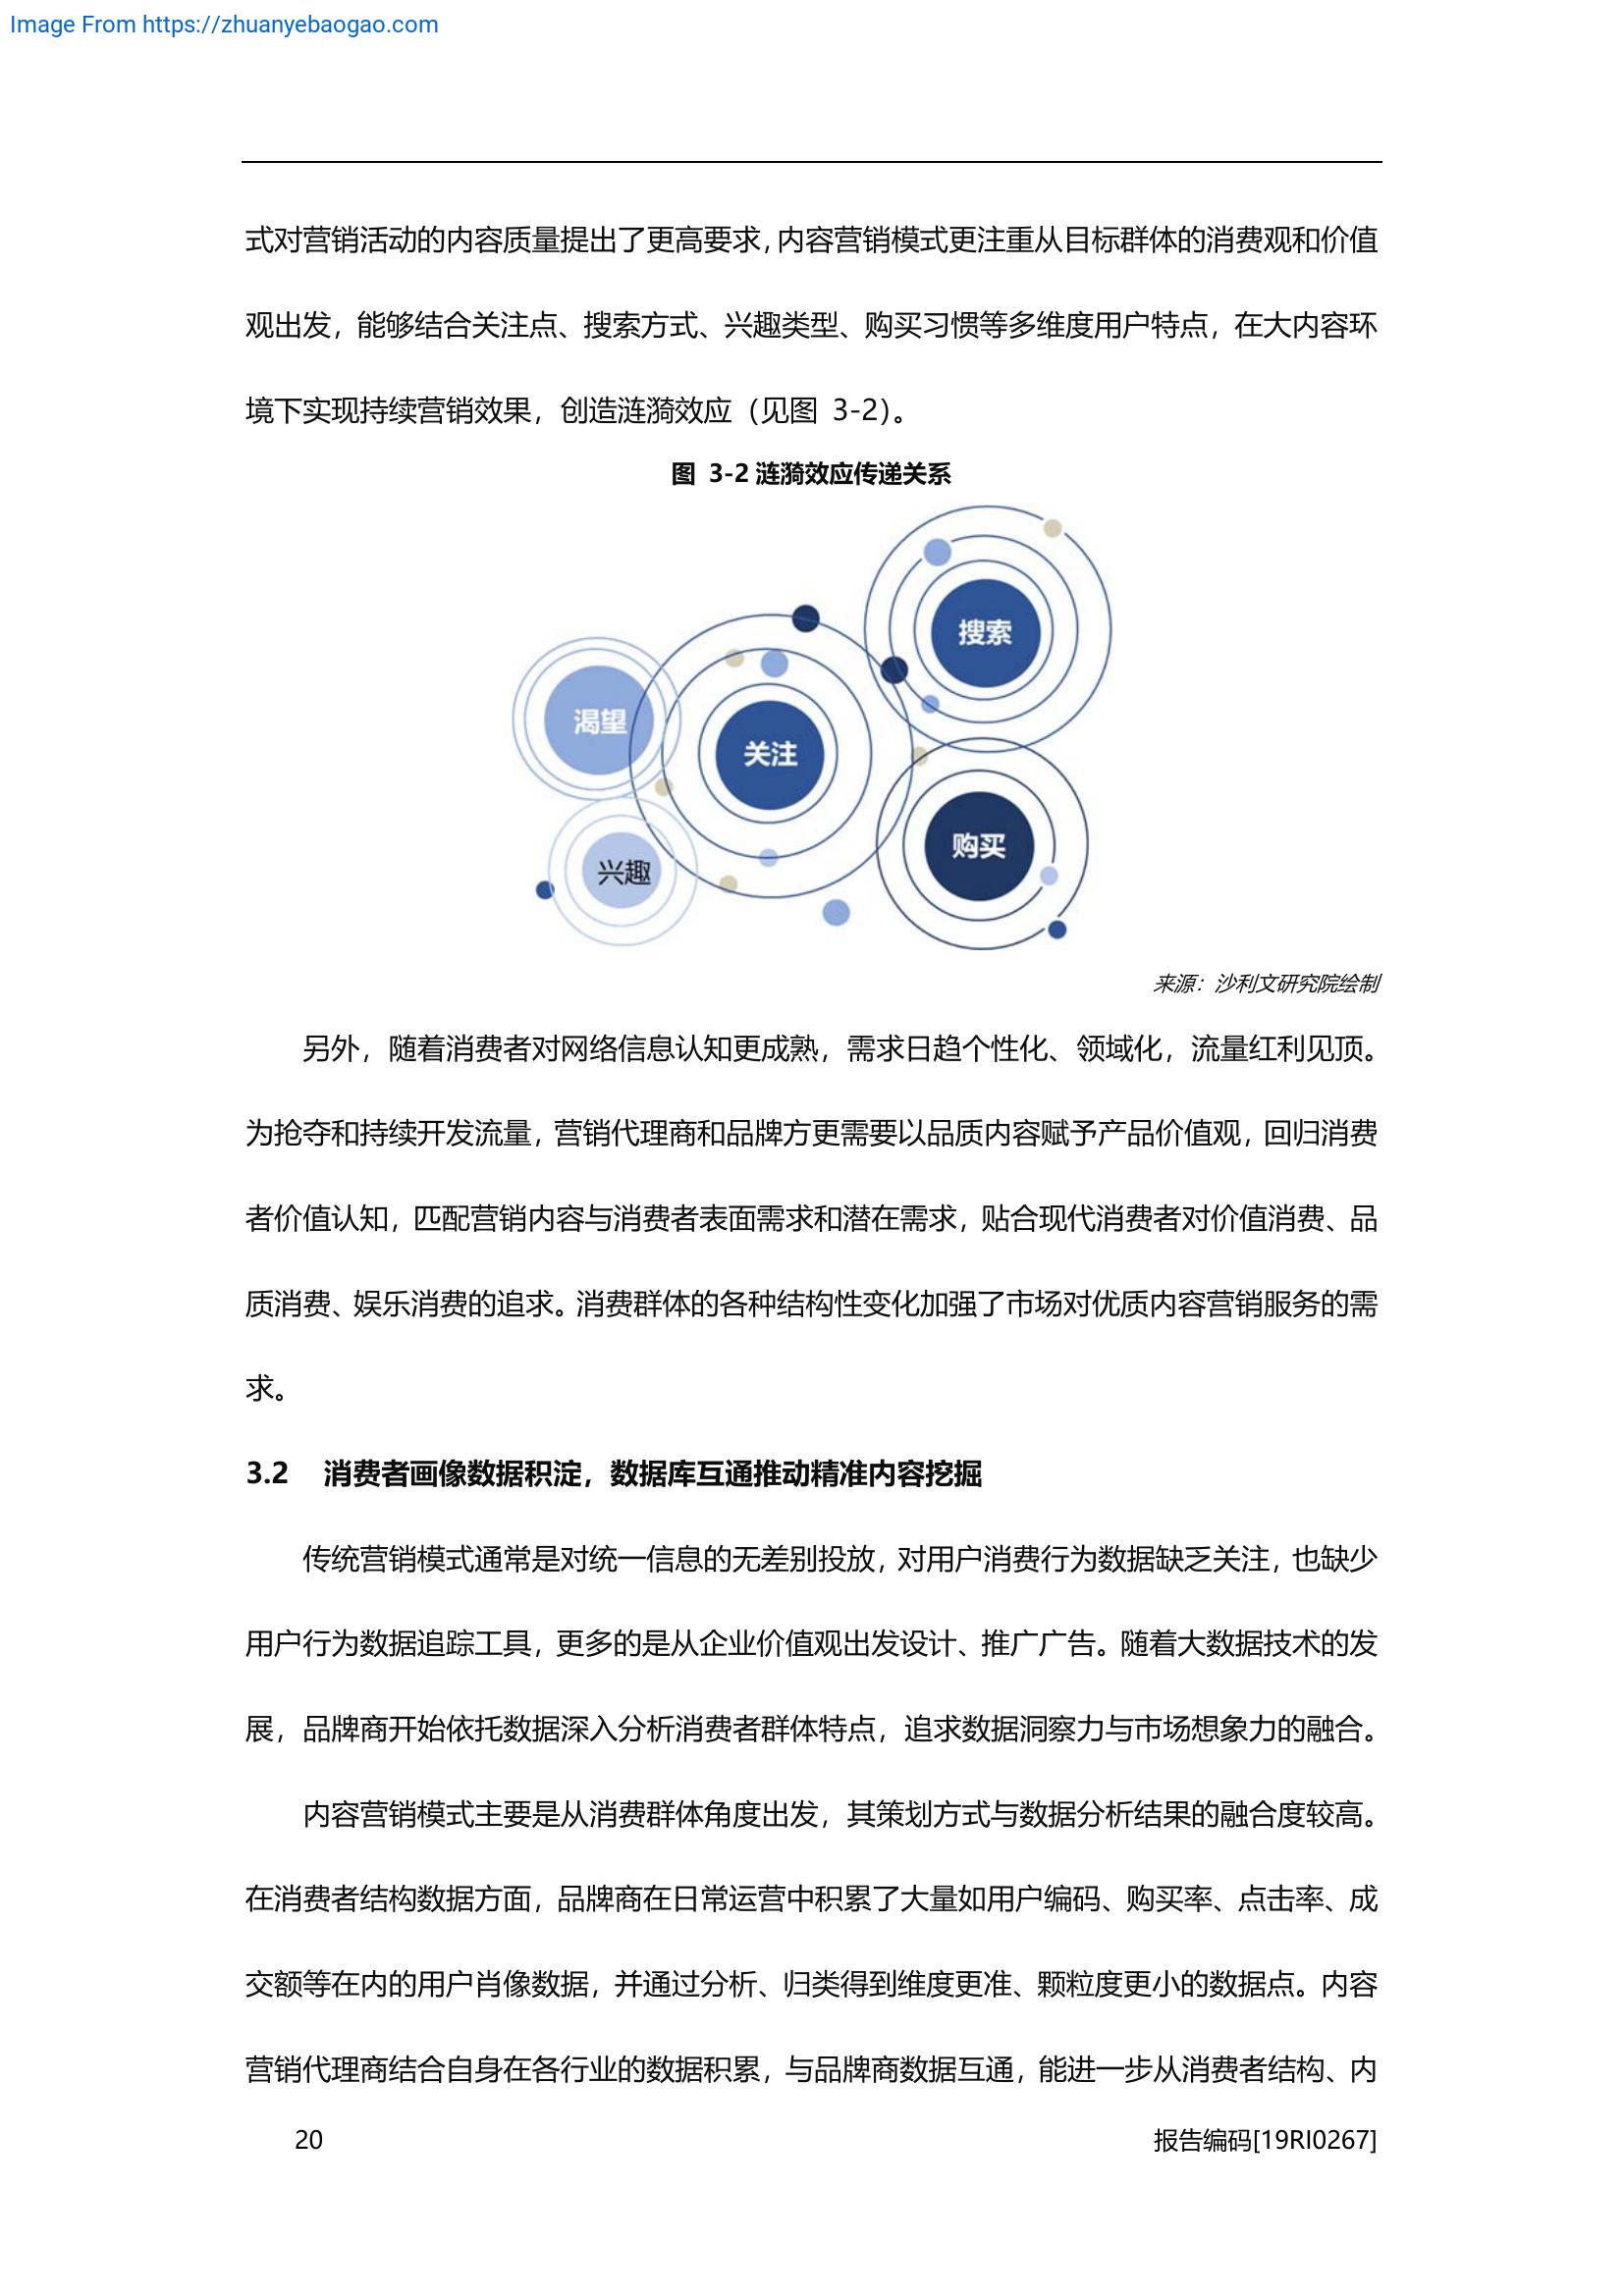 Image From https://zhuanyebaogao.com
式对营销活动的内容质量提出了更高要求，内容营销模式更注重从目标群体的消费观和价值
观出发，能够结合关注点、搜索方式、兴趣类型、购买习惯等多维度用户特点，在大内容环
境下实现持续营销效果，创造涟漪效应（见图 3-2）。
图 3-2 涟漪效应传递关系
搜索
渴望
关注
购买
兴趣
来源：沙利文研究院绘制
另外，随着消费者对网络信息认知更成熟，需求日趋个性化、领域化，流量红利见顶。
为抢夺和持续开发流量，营销代理商和品牌方更需要以品质内容赋予产品价值观，回归消费
者价值认知，匹配营销内容与消费者表面需求和潜在需求，贴合现代消费者对价值消费、品
质消费、娱乐消费的追求。消费群体的各种结构性变化加强了市场对优质内容营销服务的需
求。
3.2 消费者画像数据积淀，数据库互通推动精准内容挖掘
传统营销模式通常是对统一信息的无差别投放，对用户消费行为数据缺乏关注，也缺少
用户行为数据追踪工具，更多的是从企业价值观出发设计、推广广告。随着大数据技术的发
展，品牌商开始依托数据深入分析消费者群体特点，追求数据洞察力与市场想象力的融合。
内容营销模式主要是从消费群体角度出发，其策划方式与数据分析结果的融合度较高。
在消费者结构数据方面，品牌商在日常运营中积累了大量如用户编码、购买率、点击率、成
交额等在内的用户肖像数据，并通过分析、归类得到维度更准、颗粒度更小的数据点。内容
营销代理商结合自身在各行业的数据积累，与品牌商数据互通，能进一步从消费者结构、内
20
报告编码[19RI0267]